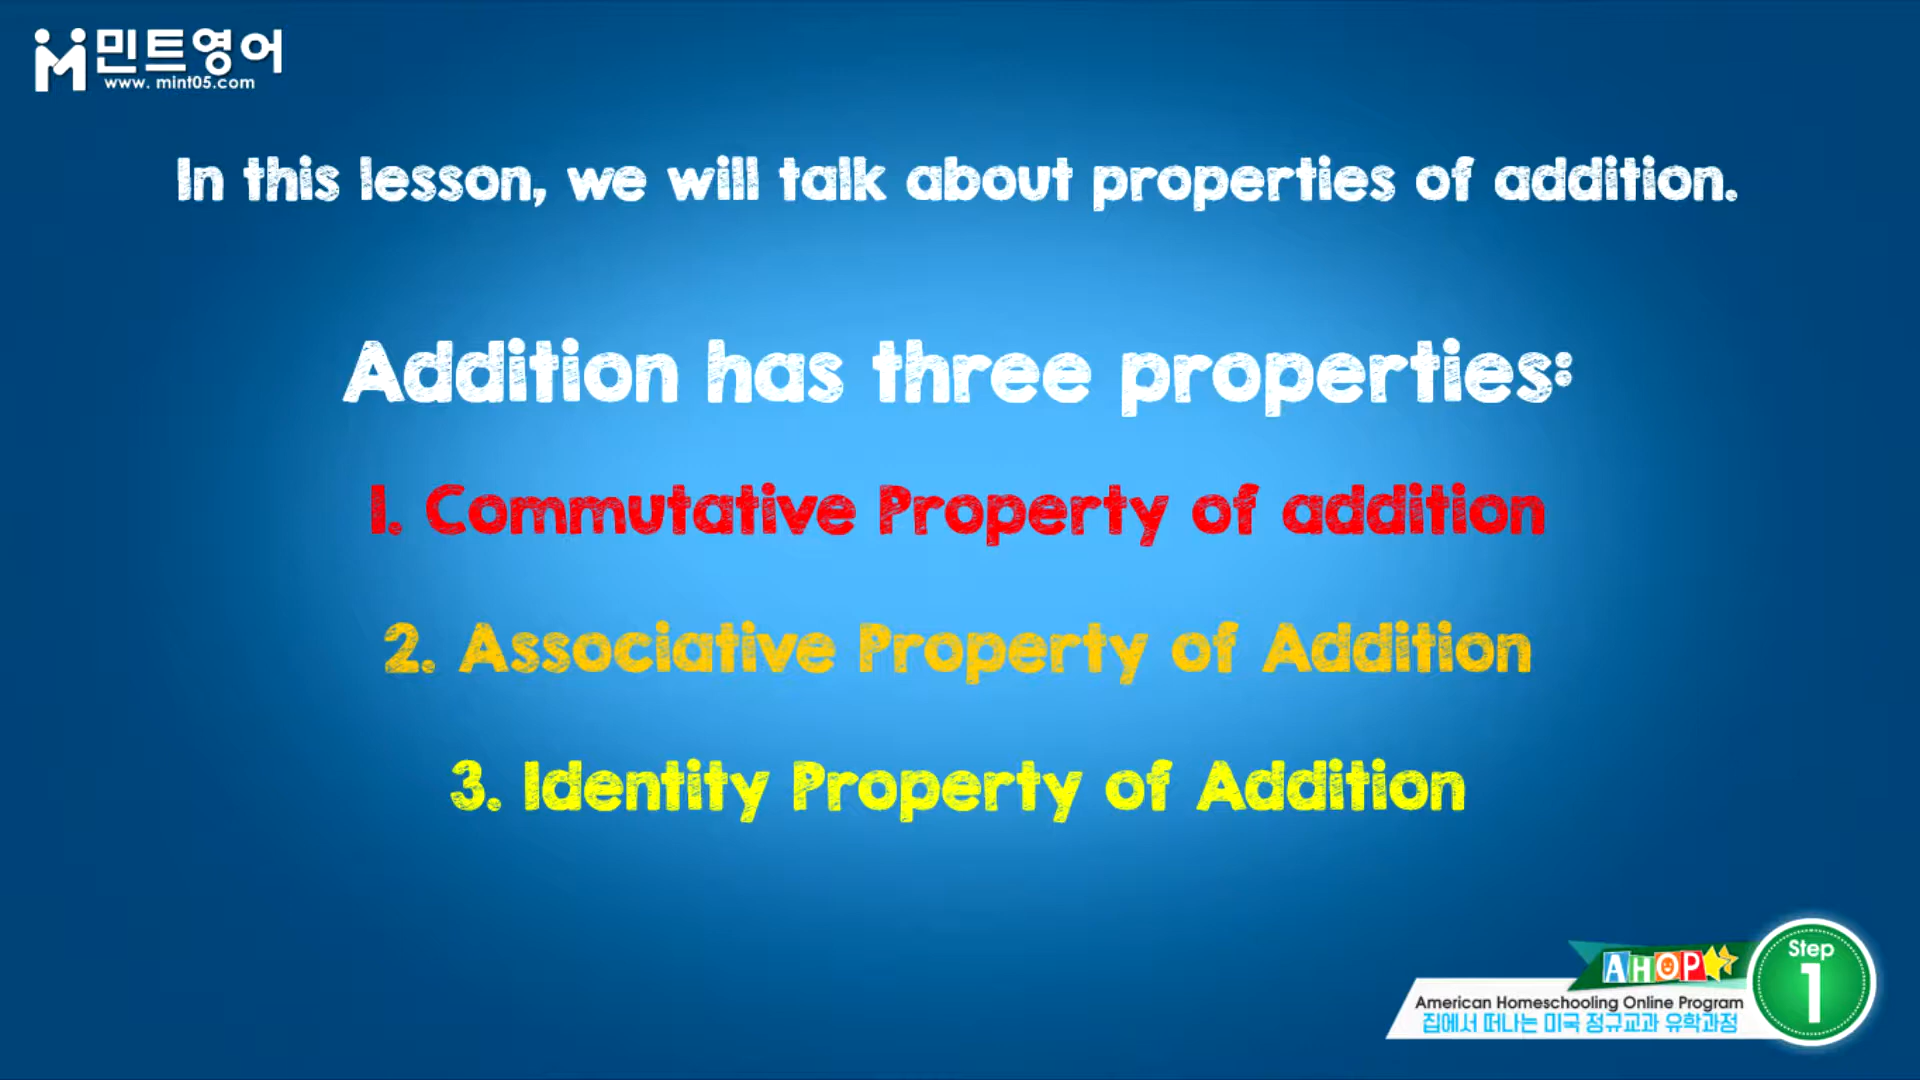 민트영어
www. mint05.com
In this lesson, we will talk about properties of addition.
Addition has three properties:
1. Commutative Property of addition
2. Associative Property of Addition
3. Identity Property of Addition
AHOP
Step
1
American Homeschooling Online Program
집에서 떠나는 미국 정규교과 유학과정